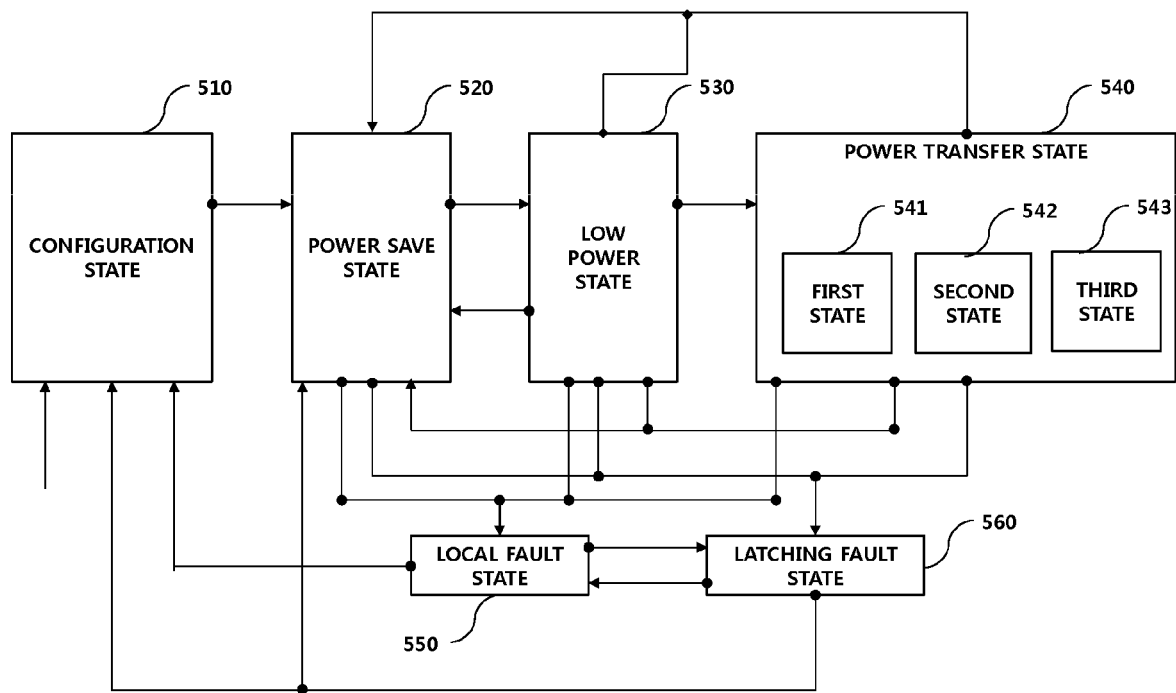 510
520
530
540
POWER TRANSFER STATE
541
542
543
CONFIGURATION
STATE
POWER SAVE
STATE
LOW
POWER
STATE
FIRST
STATE
SECOND
STATE
THIRD
STATE
LOCAL FAULT
STATE
LATCHING FAULT
STATE
560
550